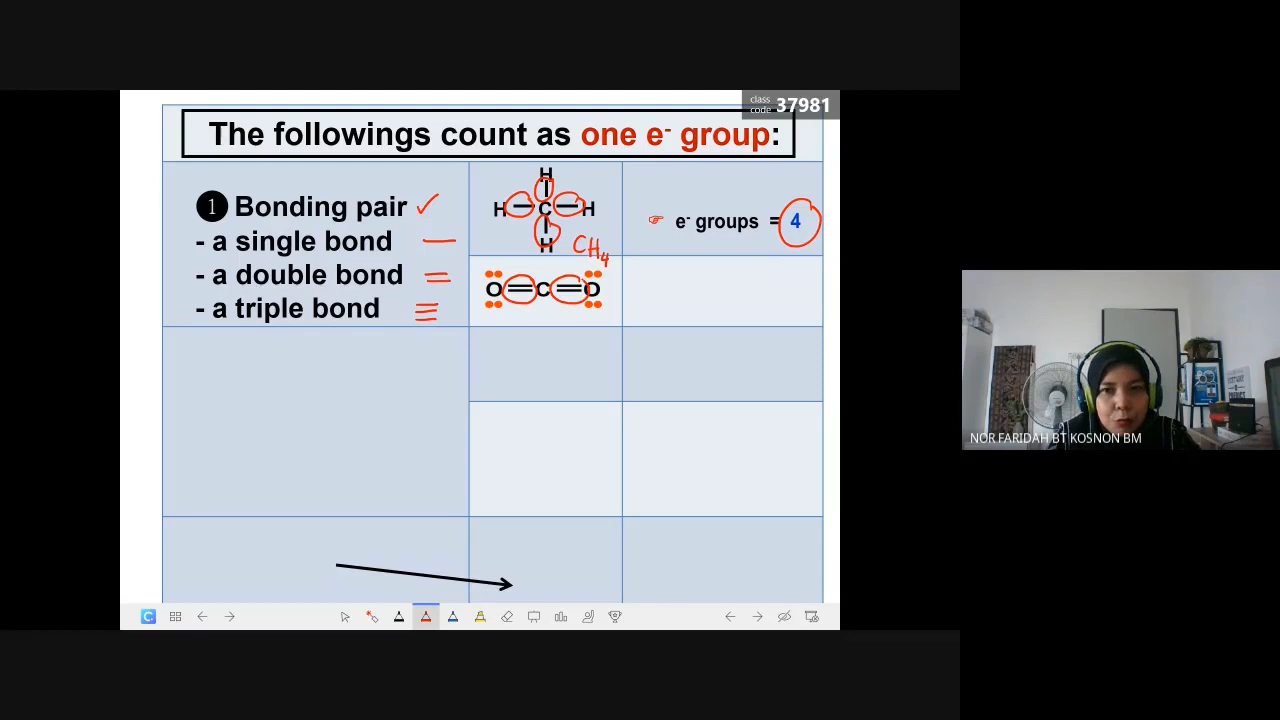 class
code 37981
The followings count as one e- group:
❶ Bonding pair ✓
- a single bond —
- a double bond =
- a triple bond ≡
H
H — C — H
H
CH4
☞ e- groups = 4
O = C = O
NOR FARIDAH BT KOSNON BM